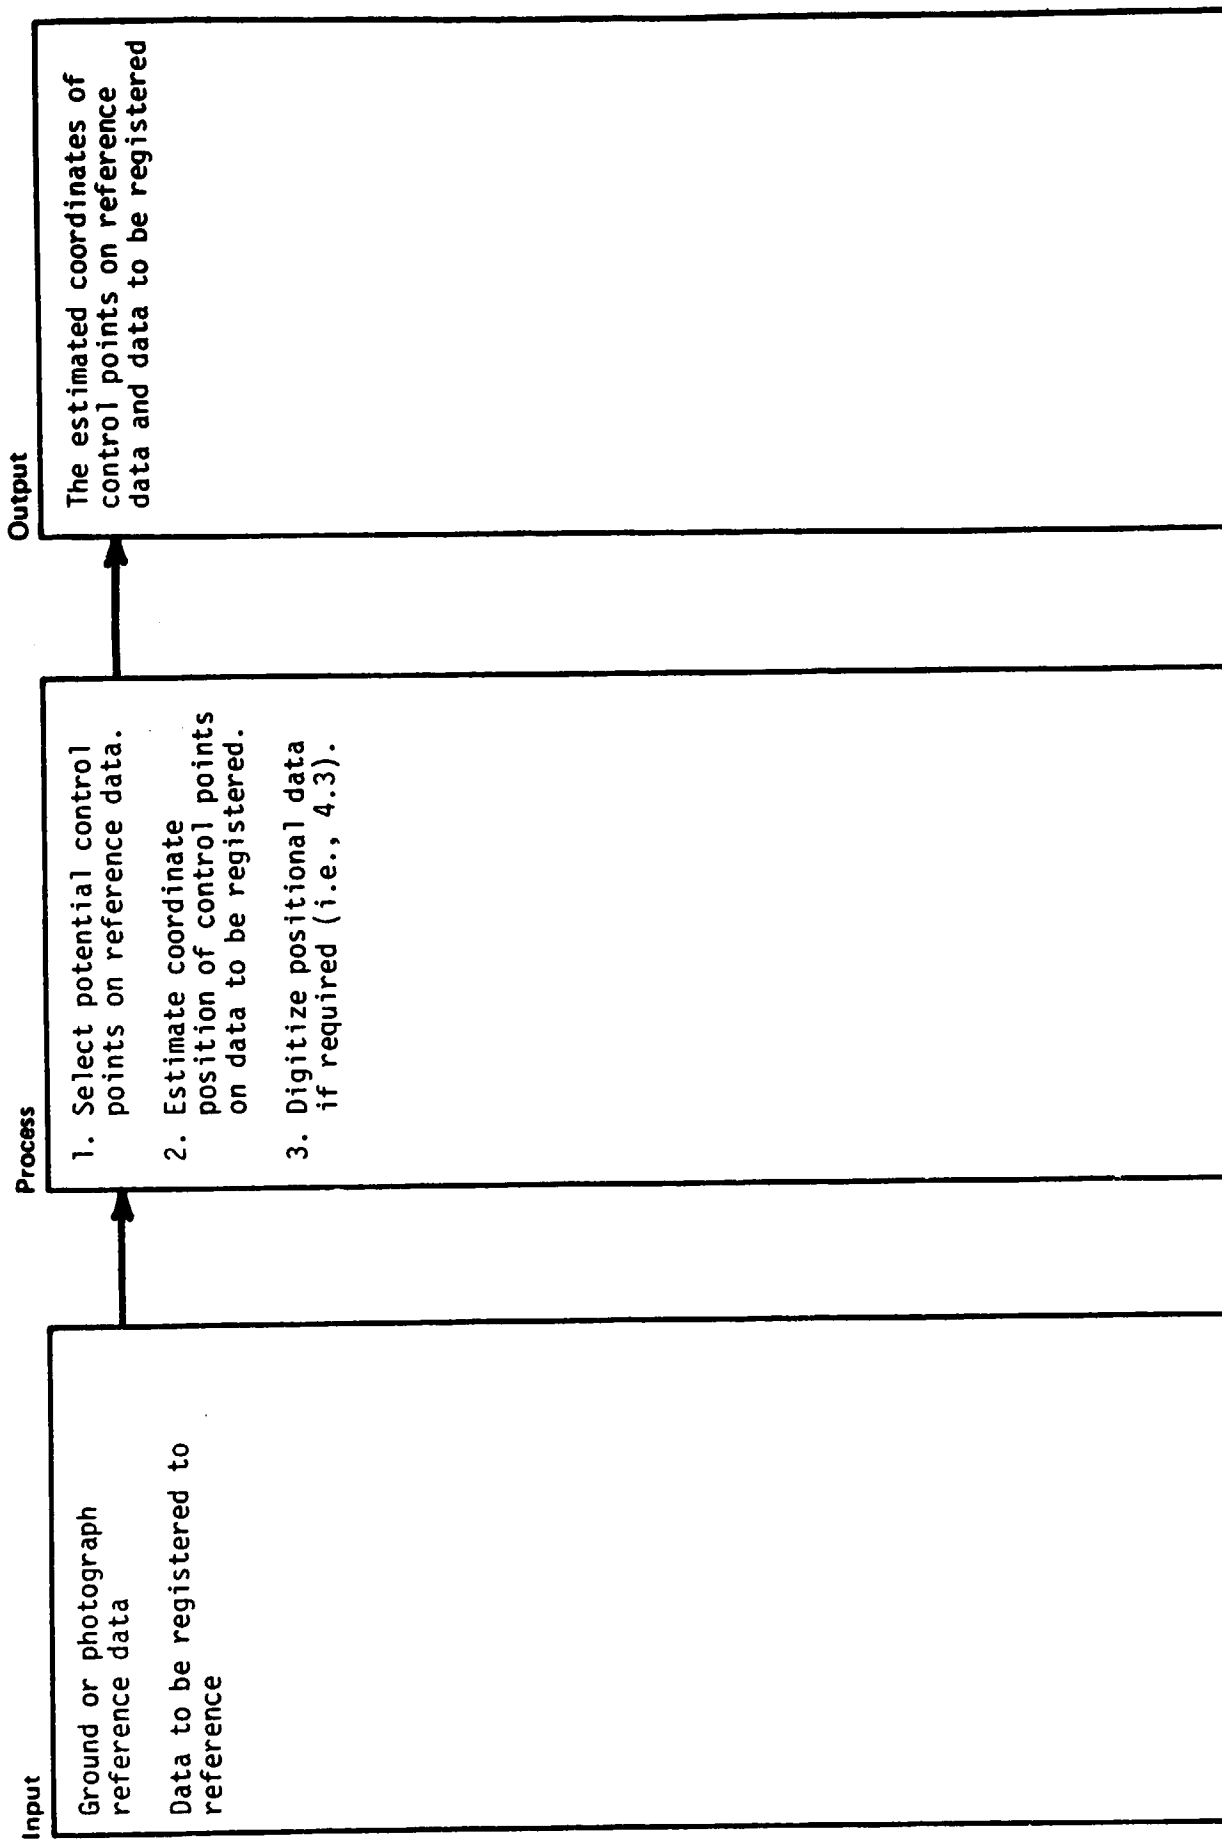 Input
Ground or photograph
reference data
Data to be registered to
reference
Process
1. Select potential control
points on reference data.
2. Estimate coordinate
position of control points
on data to be registered.
3. Digitize positional data
if required (i.e., 4.3).
Output
The estimated coordinates of
control points on reference
data and data to be registered